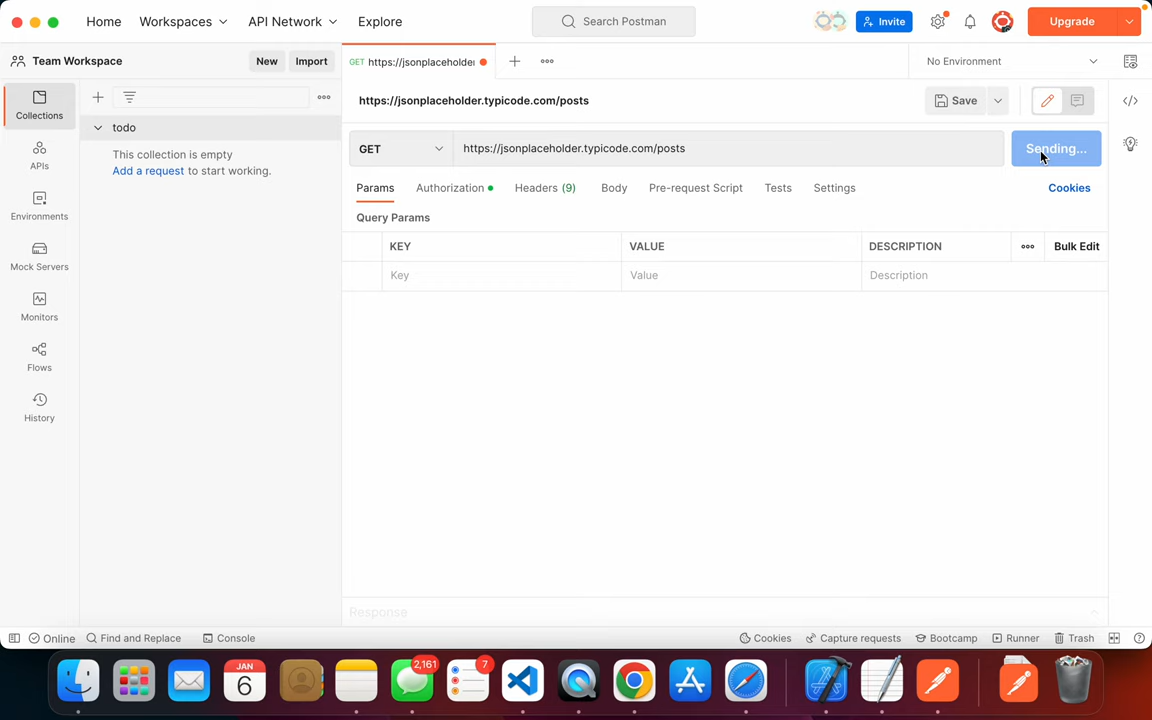 Home Workspaces API Network Explore Search Postman Invite Upgrade
Team Workspace New Import GET https://jsonplaceholder No Environment
Collections
APIs
Environments
Mock Servers
Monitors
Flows
History
todo
This collection is empty
Add a request to start working.
https://jsonplaceholder.typicode.com/posts Save
GET https://jsonplaceholder.typicode.com/posts Sending...
Params Authorization Headers (9) Body Pre-request Script Tests Settings Cookies
Query Params
KEY VALUE DESCRIPTION Bulk Edit
Key Value Description
Response
Online Find and Replace Console Cookies Capture requests Bootcamp Runner Trash
JAN
6
2,161
7